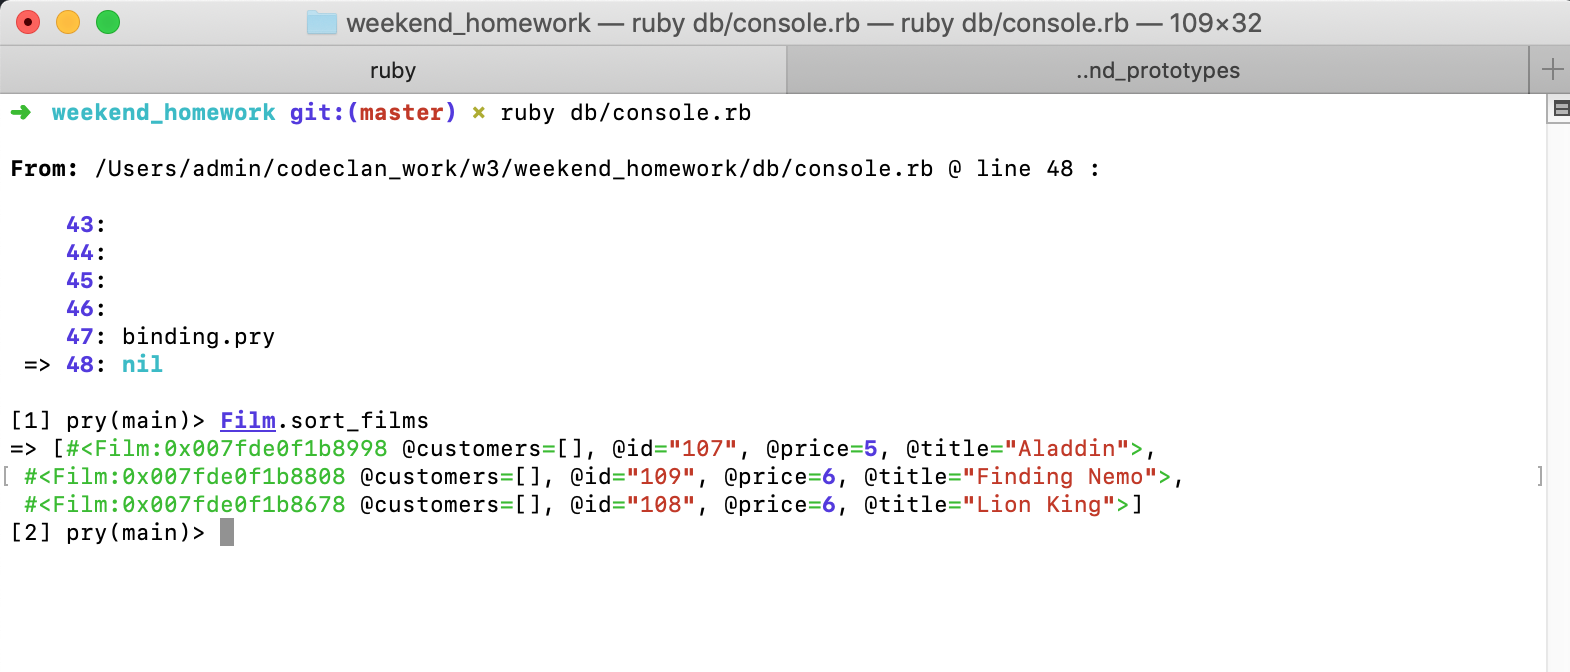 weekend_homework — ruby db/console.rb — ruby db/console.rb — 109×32
ruby
..nd_prototypes
➜ weekend_homework git:(master) ✗ ruby db/console.rb
From: /Users/admin/codeclan_work/w3/weekend_homework/db/console.rb @ line 48 :
43:
44:
45:
46:
47: binding.pry
=> 48: nil
[1] pry(main)> Film.sort_films
=> [#<Film:0x007fde0f1b8998 @customers=[], @id="107", @price=5, @title="Aladdin">,
#<Film:0x007fde0f1b8808 @customers=[], @id="109", @price=6, @title="Finding Nemo">,
#<Film:0x007fde0f1b8678 @customers=[], @id="108", @price=6, @title="Lion King">]
[2] pry(main)>